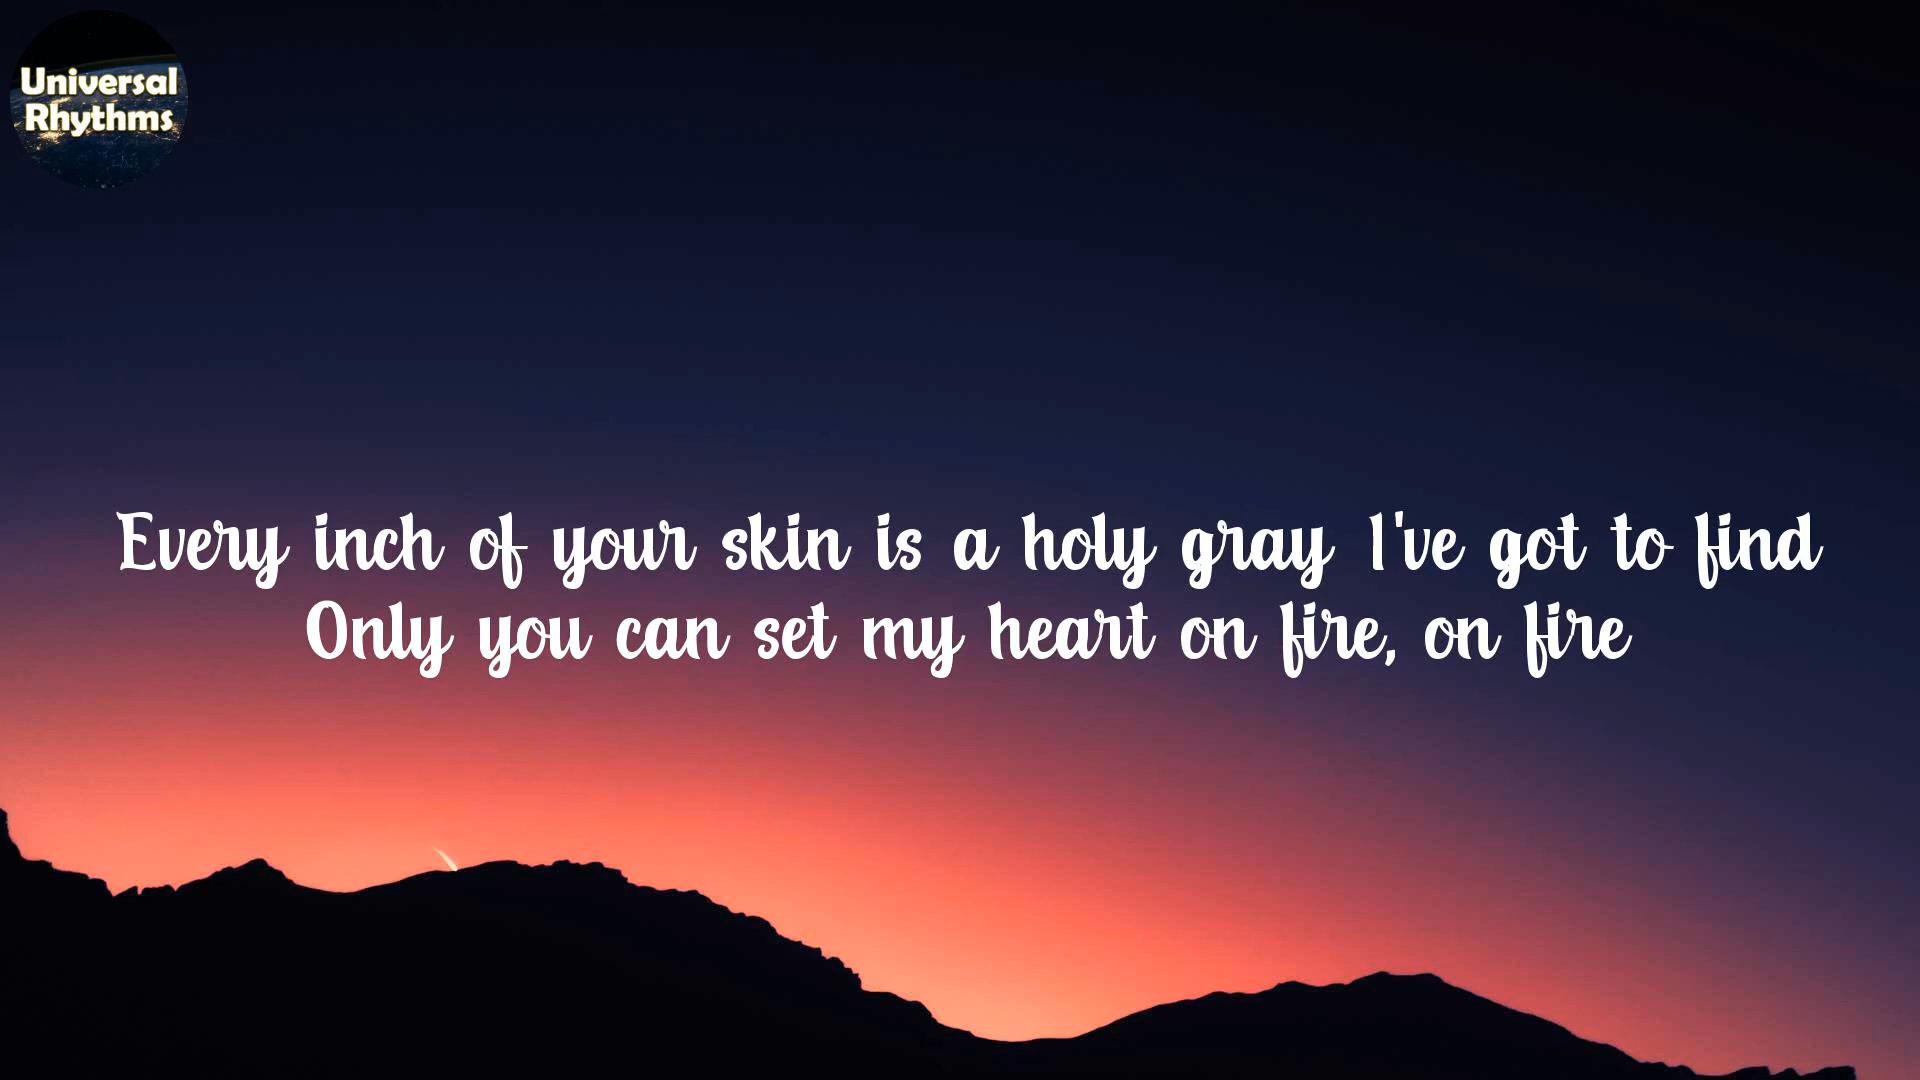 Universal
Rhythms
Every inch of your skin is a holy gray I've got to find
Only you can set my heart on fire, on fire